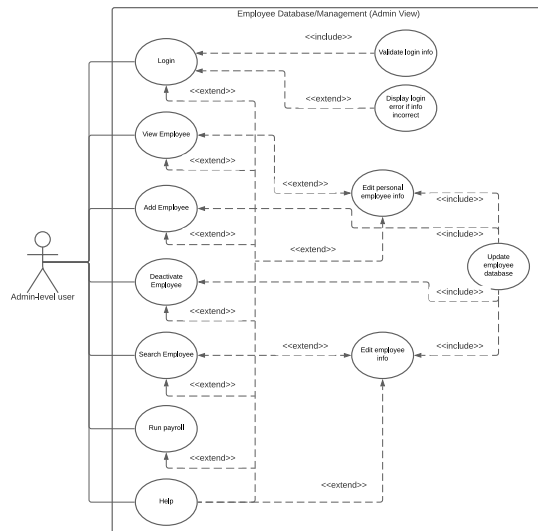 Employee Database/Management (Admin View)
<<include>>
Login
Validate login info
<<extend>>
<<extend>>
Display login
error if info
incorrect
View Employee
<<extend>>
<<extend>>
Edit personal
employee info
<<include>>
Add Employee
<<include>>
<<extend>>
<<extend>>
Update
employee
database
Admin-level user
Deactivate
Employee
<<extend>>
<<include>>
Search Employee
<<extend>>
Edit employee
info
<<include>>
<<extend>>
Run payroll
<<extend>>
Help
<<extend>>